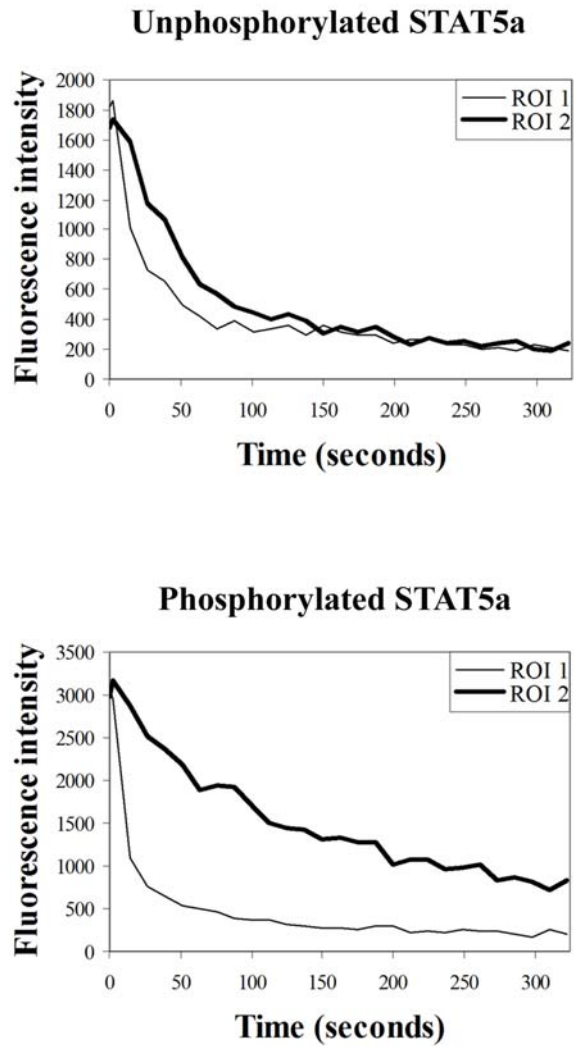 Unphosphorylated STAT5a
Fluorescence intensity
2000
1800
1600
1400
1200
1000
800
600
400
200
0
ROI 1
ROI 2
0 50 100 150 200 250 300
Time (seconds)
Phosphorylated STAT5a
Fluorescence intensity
3500
3000
2500
2000
1500
1000
500
0
ROI 1
ROI 2
0 50 100 150 200 250 300
Time (seconds)